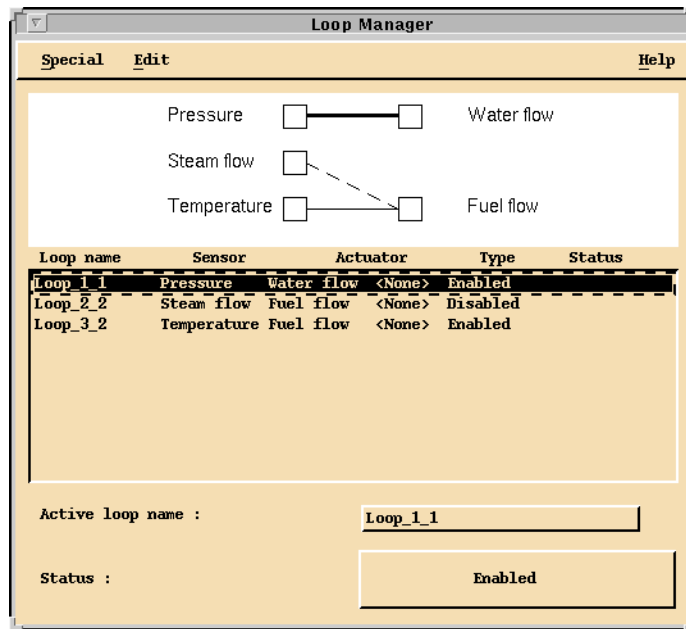 Loop Manager
Special Edit Help
Pressure Water flow
Steam flow
Temperature Fuel flow
Loop name Sensor Actuator Type Status
Loop_1_1 Pressure Water flow <None> Enabled
Loop_2_2 Steam flow Fuel flow <None> Disabled
Loop_3_2 Temperature Fuel flow <None> Enabled
Active loop name : Loop_1_1
Status : Enabled